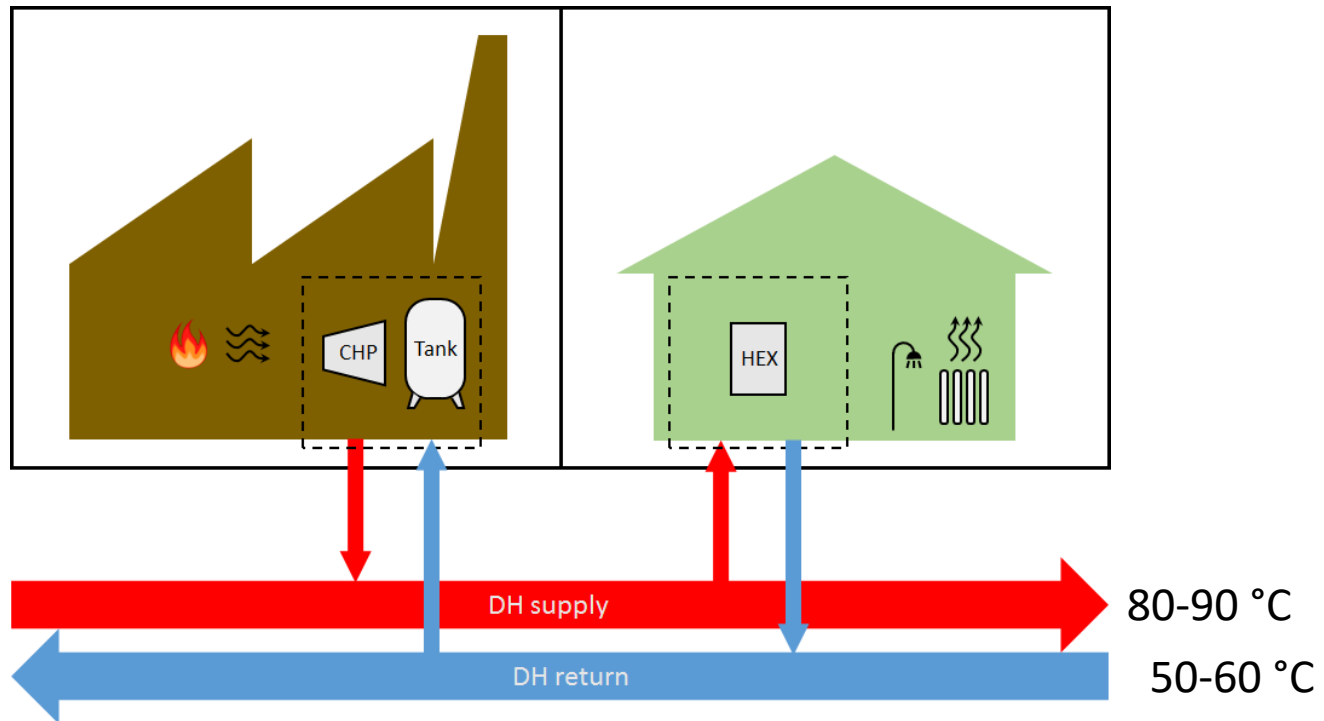 CHP
Tank
HEX
DH supply
80-90 °C
DH return
50-60 °C